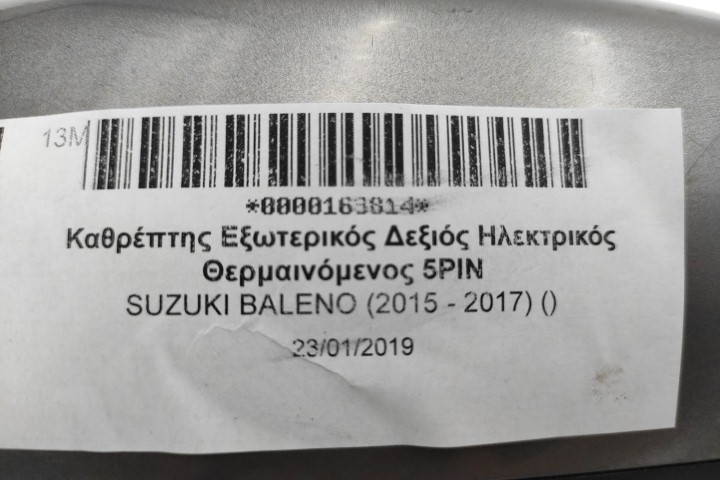 13M
*0000163814*
Καθρέπτης Εξωτερικός Δεξιός Ηλεκτρικός
Θερμαινόμενος 5PIN
SUZUKI BALENO (2015 - 2017) ()
23/01/2019